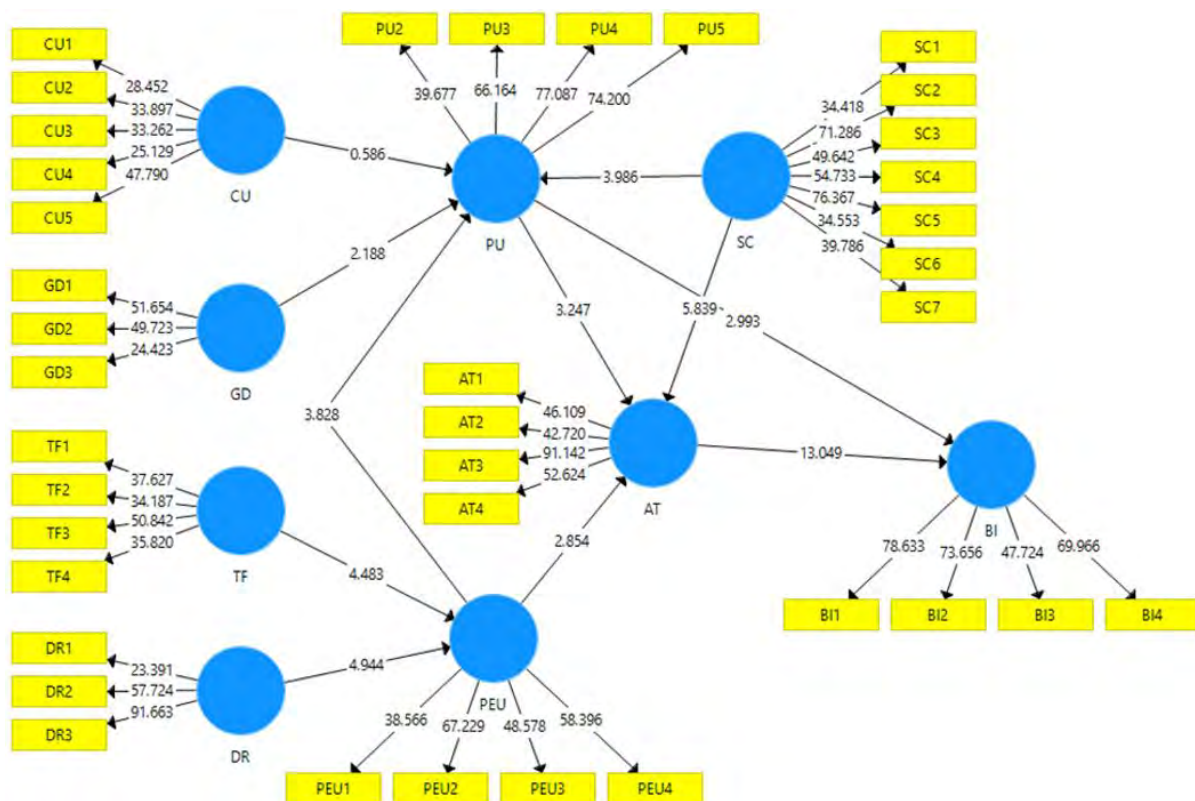 PU2
PU3
PU4
PU5
39.677
66.164
77.087
74.200
CU1
CU2
CU3
CU4
CU5
28.452
33.897
33.262
25.129
47.790
CU
0.586
PU
3.986
SC
SC1
SC2
SC3
SC4
SC5
SC6
SC7
34.418
71.286
49.642
54.733
76.367
34.553
39.786
GD1
GD2
GD3
51.654
49.723
24.423
GD
2.188
3.247
5.839
2.993
3.828
AT1
AT2
AT3
AT4
46.109
42.720
91.142
52.624
AT
13.049
BI
78.633
73.656
47.724
69.966
BI1
BI2
BI3
BI4
TF1
TF2
TF3
TF4
37.627
34.187
50.842
35.820
TF
4.483
2.854
DR1
DR2
DR3
23.391
57.724
91.663
DR
4.944
PEU
38.566
67.229
48.578
58.396
PEU1
PEU2
PEU3
PEU4